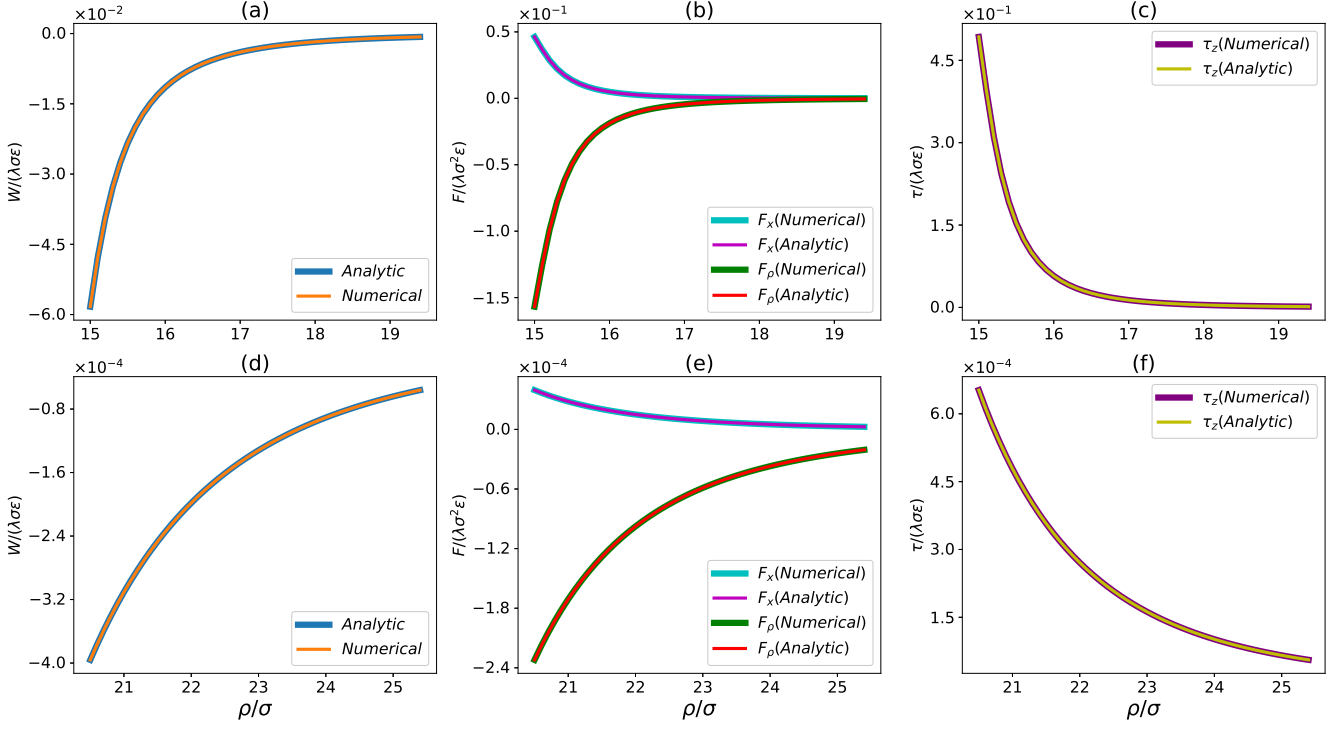 (a)
×10⁻²
0.0
−1.5
−3.0
−4.5
−6.0
W/(λσε)
Analytic
Numerical
15 16 17 18 19
(b)
×10⁻¹
0.5
0.0
−0.5
−1.0
−1.5
F/(λσ²ε)
Fₓ(Numerical)
Fₓ(Analytic)
Fᵨ(Numerical)
Fᵨ(Analytic)
15 16 17 18 19
(c)
×10⁻¹
4.5
3.0
1.5
0.0
τ/(λσε)
τ_z(Numerical)
τ_z(Analytic)
15 16 17 18 19
(d)
×10⁻⁴
−0.8
−1.6
−2.4
−3.2
−4.0
W/(λσε)
Analytic
Numerical
21 22 23 24 25
ρ/σ
(e)
×10⁻⁴
0.0
−0.6
−1.2
−1.8
−2.4
F/(λσ²ε)
Fₓ(Numerical)
Fₓ(Analytic)
Fᵨ(Numerical)
Fᵨ(Analytic)
21 22 23 24 25
ρ/σ
(f)
×10⁻⁴
6.0
4.5
3.0
1.5
τ/(λσε)
τ_z(Numerical)
τ_z(Analytic)
21 22 23 24 25
ρ/σ